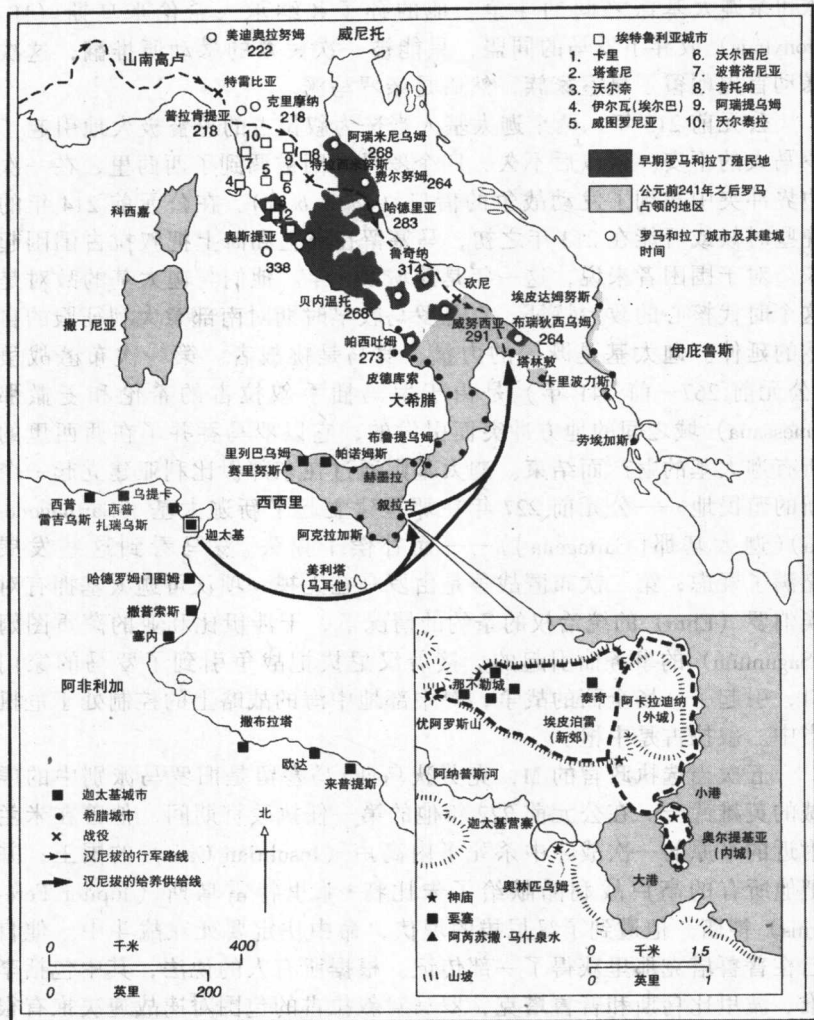 美迪奥拉努姆
222
威尼托
山南高卢
特雷比亚
普拉肯提亚
218
克里摩纳
218
阿瑞米尼乌姆
268
10
7
9
8
5
6
4
3
2
1
费尔努姆
264
科西嘉
哈德里亚
283
奥斯提亚
338
鲁奇纳
314
坎尼
埃皮达姆努斯
撒丁尼亚
贝内温托
268
威努西亚
291
布瑞狄西乌姆
264
伊庇鲁斯
帕西吐姆
273
塔林敦
皮德库索
卡里波力斯
大希腊
布鲁提乌姆
劳埃加斯
里列巴乌姆
帕诺姆斯
赛里努斯
赫墨拉
西西里
叙拉古
阿克拉加斯
美利塔
(马耳他)
西普
雷吉乌斯
乌提卡
西普
扎瑞乌斯
迦太基
哈德罗姆门图姆
撒普索斯
塞内
阿非利加
撒布拉塔
欧达
来普提斯
埃特鲁利亚城市
1. 卡里
2. 塔奎尼
3. 沃尔奈
4. 伊尔瓦(埃尔巴)
5. 威图罗尼亚
6. 沃尔西尼
7. 波普洛尼亚
8. 考托纳
9. 阿瑞提乌姆
10. 沃尔泰拉
早期罗马和拉丁殖民地
公元前241年之后罗马
占领的地区
罗马和拉丁城市及其建城
时间
迦太基城市
希腊城市
战役
汉尼拔的行军路线
汉尼拔的给养供给线
北
0 千米 400
0 英里 200
那不勒城
优阿罗斯山
泰奇
埃皮泊雷
(新郊)
阿卡拉迪纳
(外城)
阿纳普斯河
迦太基营寨
小港
奥尔提基亚
(内城)
奥林匹乌姆
大港
神庙
要塞
阿芮苏撒·马什泉水
山坡
0 千米 1.5
0 英里 1